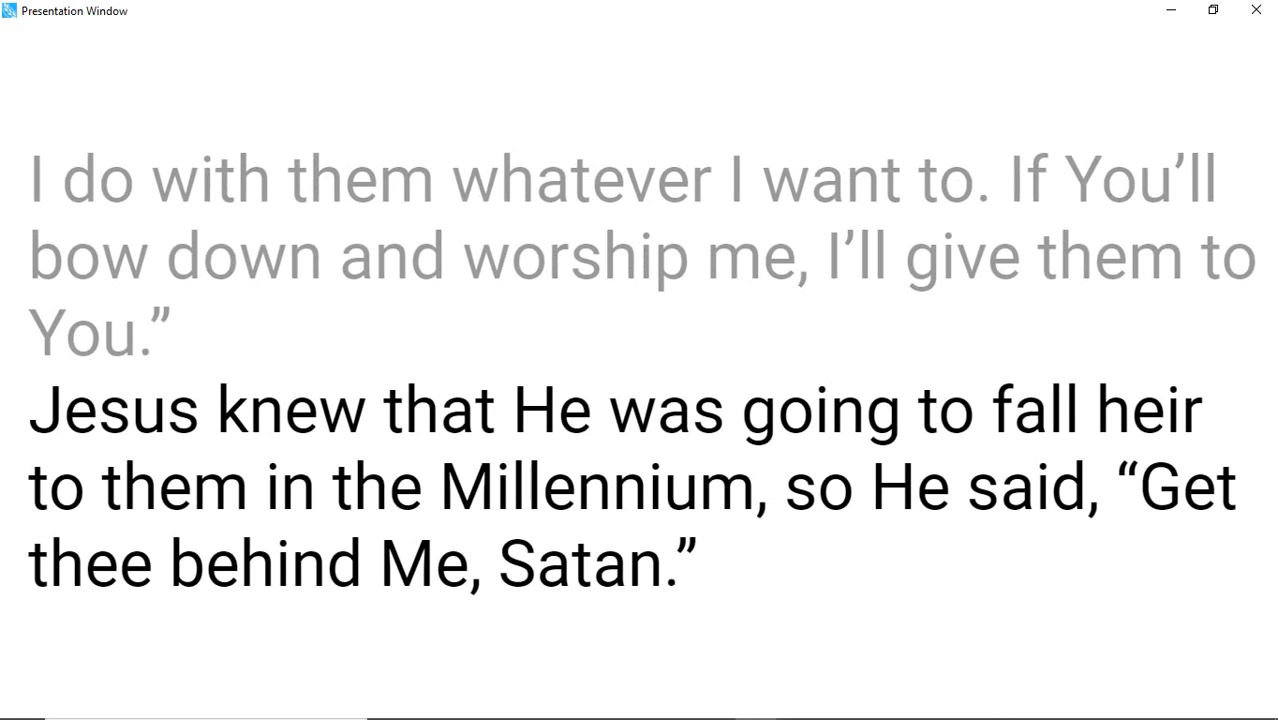 Presentation Window
I do with them whatever I want to. If You’ll
bow down and worship me, I’ll give them to
You.”
Jesus knew that He was going to fall heir
to them in the Millennium, so He said, “Get
thee behind Me, Satan.”